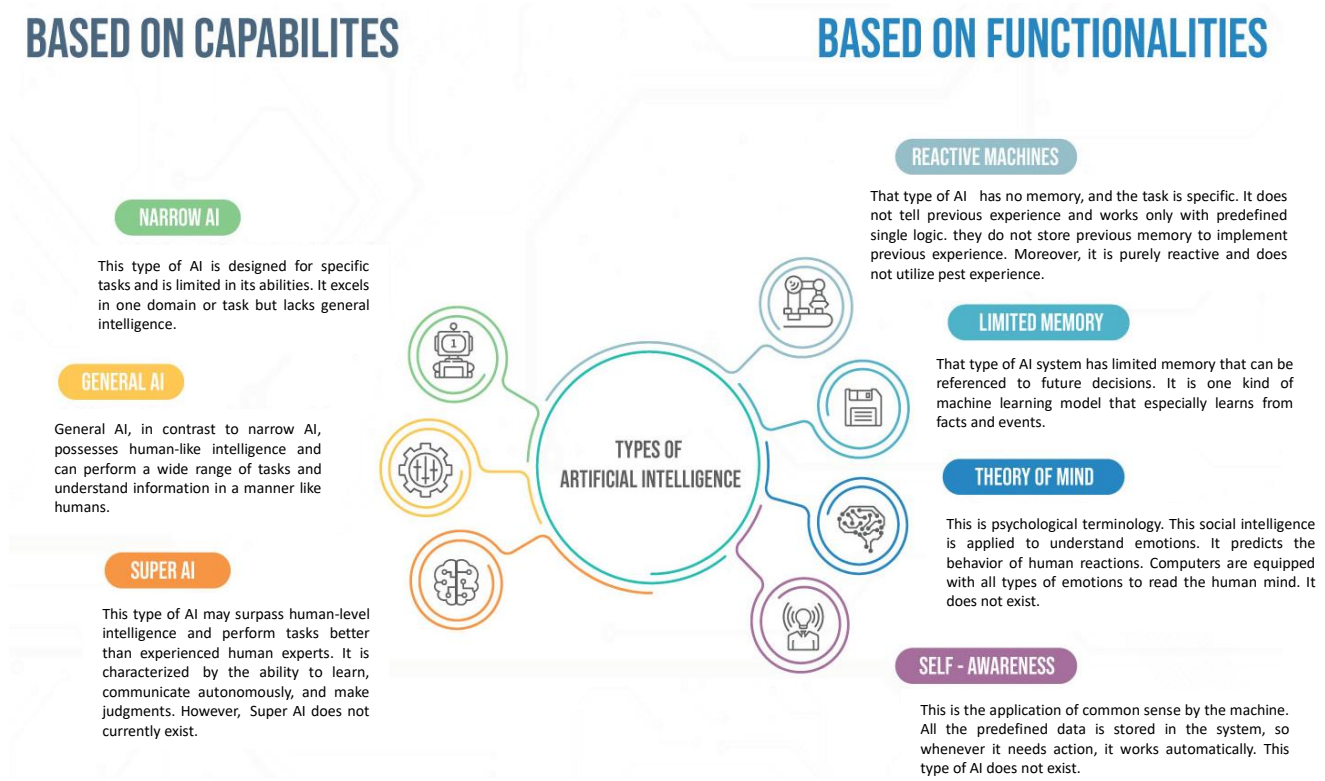 BASED ON CAPABILITES
NARROW AI
This type of AI is designed for specific
tasks and is limited in its abilities. It excels
in one domain or task but lacks general
intelligence.
GENERAL AI
General AI, in contrast to narrow AI,
possesses human-like intelligence and
can perform a wide range of tasks and
understand information in a manner like
humans.
SUPER AI
This type of AI may surpass human-level
intelligence and perform tasks better
than experienced human experts. It is
characterized by the ability to learn,
communicate autonomously, and make
judgments. However, Super AI does not
currently exist.
1
TYPES OF
ARTIFICIAL INTELLIGENCE
BASED ON FUNCTIONALITIES
REACTIVE MACHINES
That type of AI has no memory, and the task is specific. It does
not tell previous experience and works only with predefined
single logic. they do not store previous memory to implement
previous experience. Moreover, it is purely reactive and does
not utilize pest experience.
LIMITED MEMORY
That type of AI system has limited memory that can be
referenced to future decisions. It is one kind of
machine learning model that especially learns from
facts and events.
THEORY OF MIND
This is psychological terminology. This social intelligence
is applied to understand emotions. It predicts the
behavior of human reactions. Computers are equipped
with all types of emotions to read the human mind. It
does not exist.
SELF - AWARENESS
This is the application of common sense by the machine.
All the predefined data is stored in the system, so
whenever it needs action, it works automatically. This
type of AI does not exist.